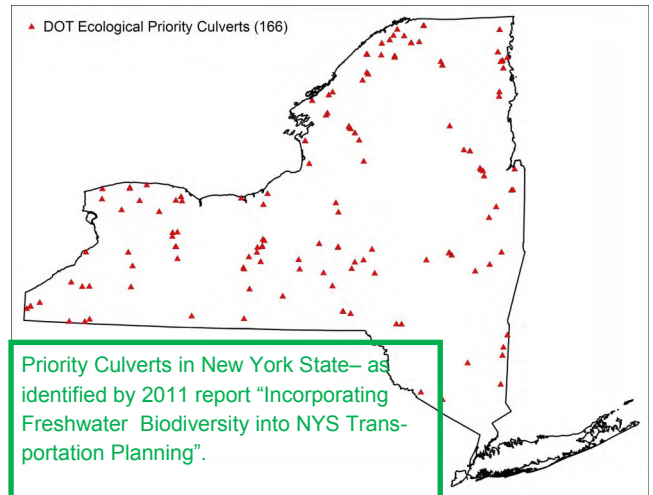 DOT Ecological Priority Culverts (166)
Priority Culverts in New York State– as
identified by 2011 report “Incorporating
Freshwater  Biodiversity into NYS Trans-
portation Planning”.